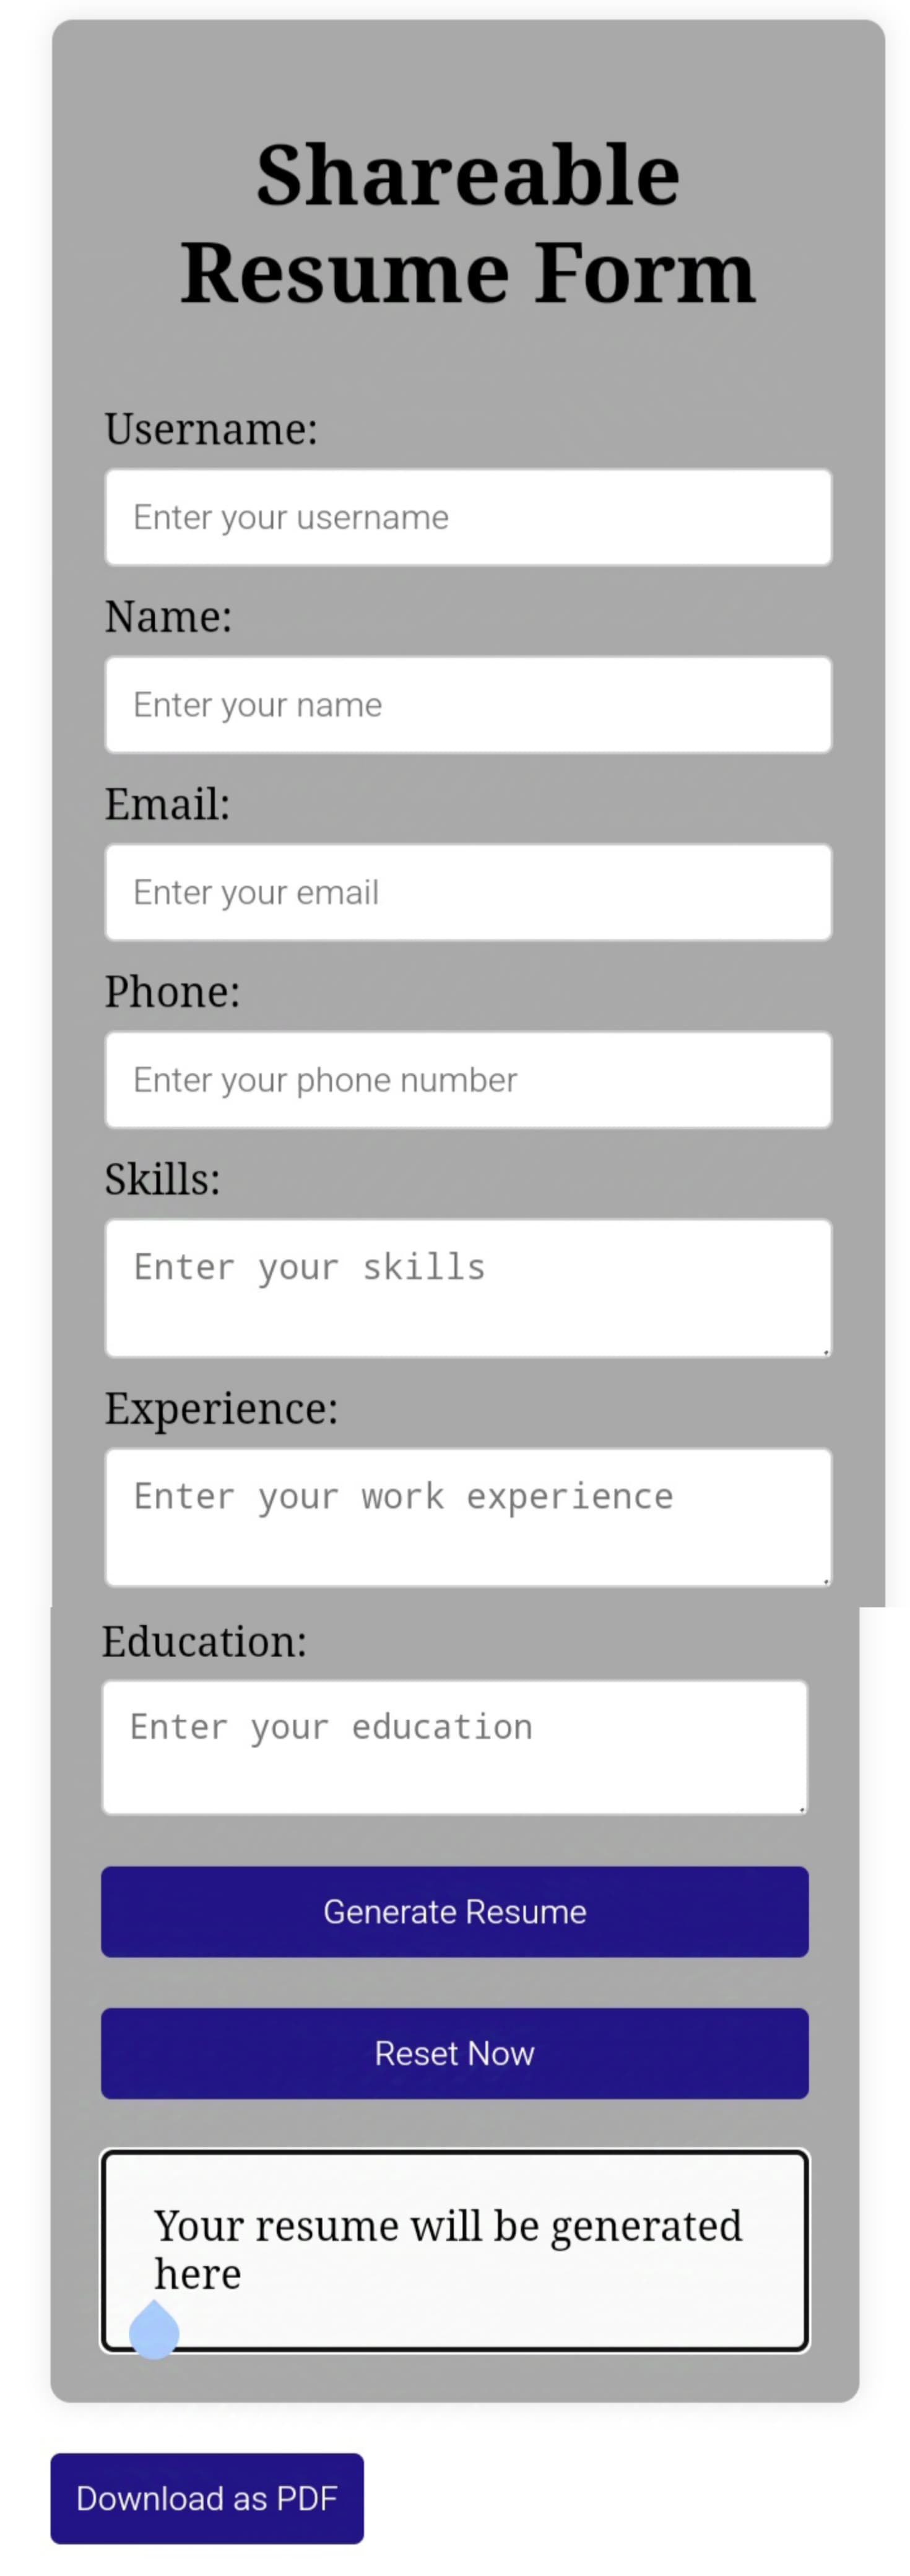 Shareable
Resume Form
Username:
Enter your username
Name:
Enter your name
Email:
Enter your email
Phone:
Enter your phone number
Skills:
Enter your skills
Experience:
Enter your work experience
Education:
Enter your education
Generate Resume
Reset Now
Your resume will be generated
here
Download as PDF